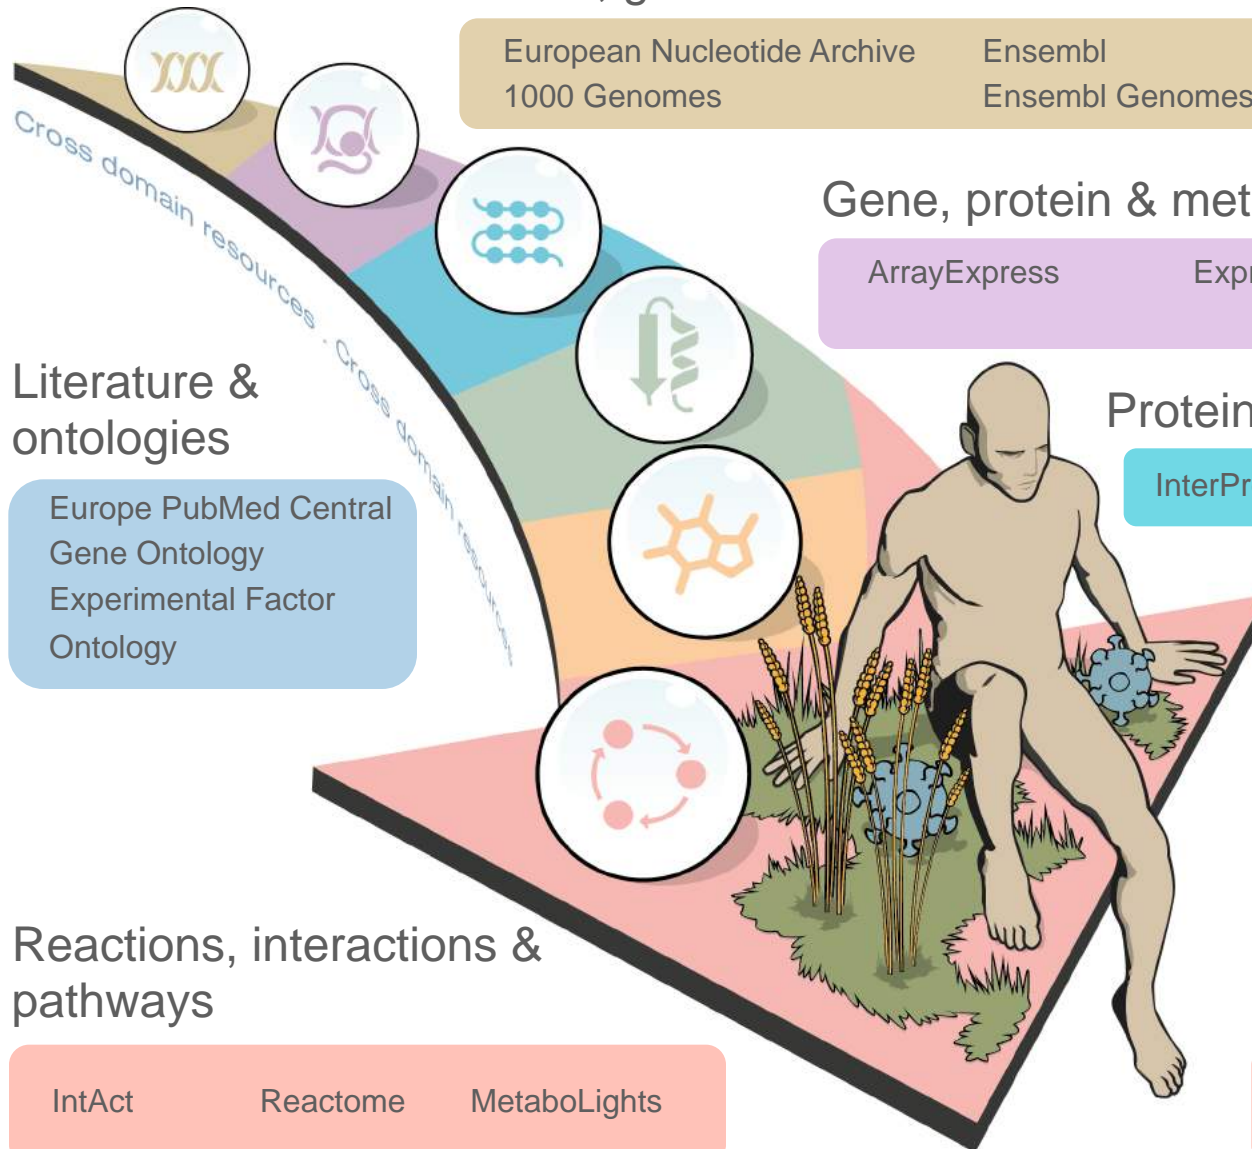 European Nucleotide Archive Ensembl
1000 Genomes Ensembl Genomes
Cross domain resources . Cross domain resources
Gene, protein & met
ArrayExpress Expr
Literature &
ontologies
Protein
InterPr
Europe PubMed Central
Gene Ontology
Experimental Factor
Ontology
Reactions, interactions &
pathways
IntAct Reactome MetaboLights